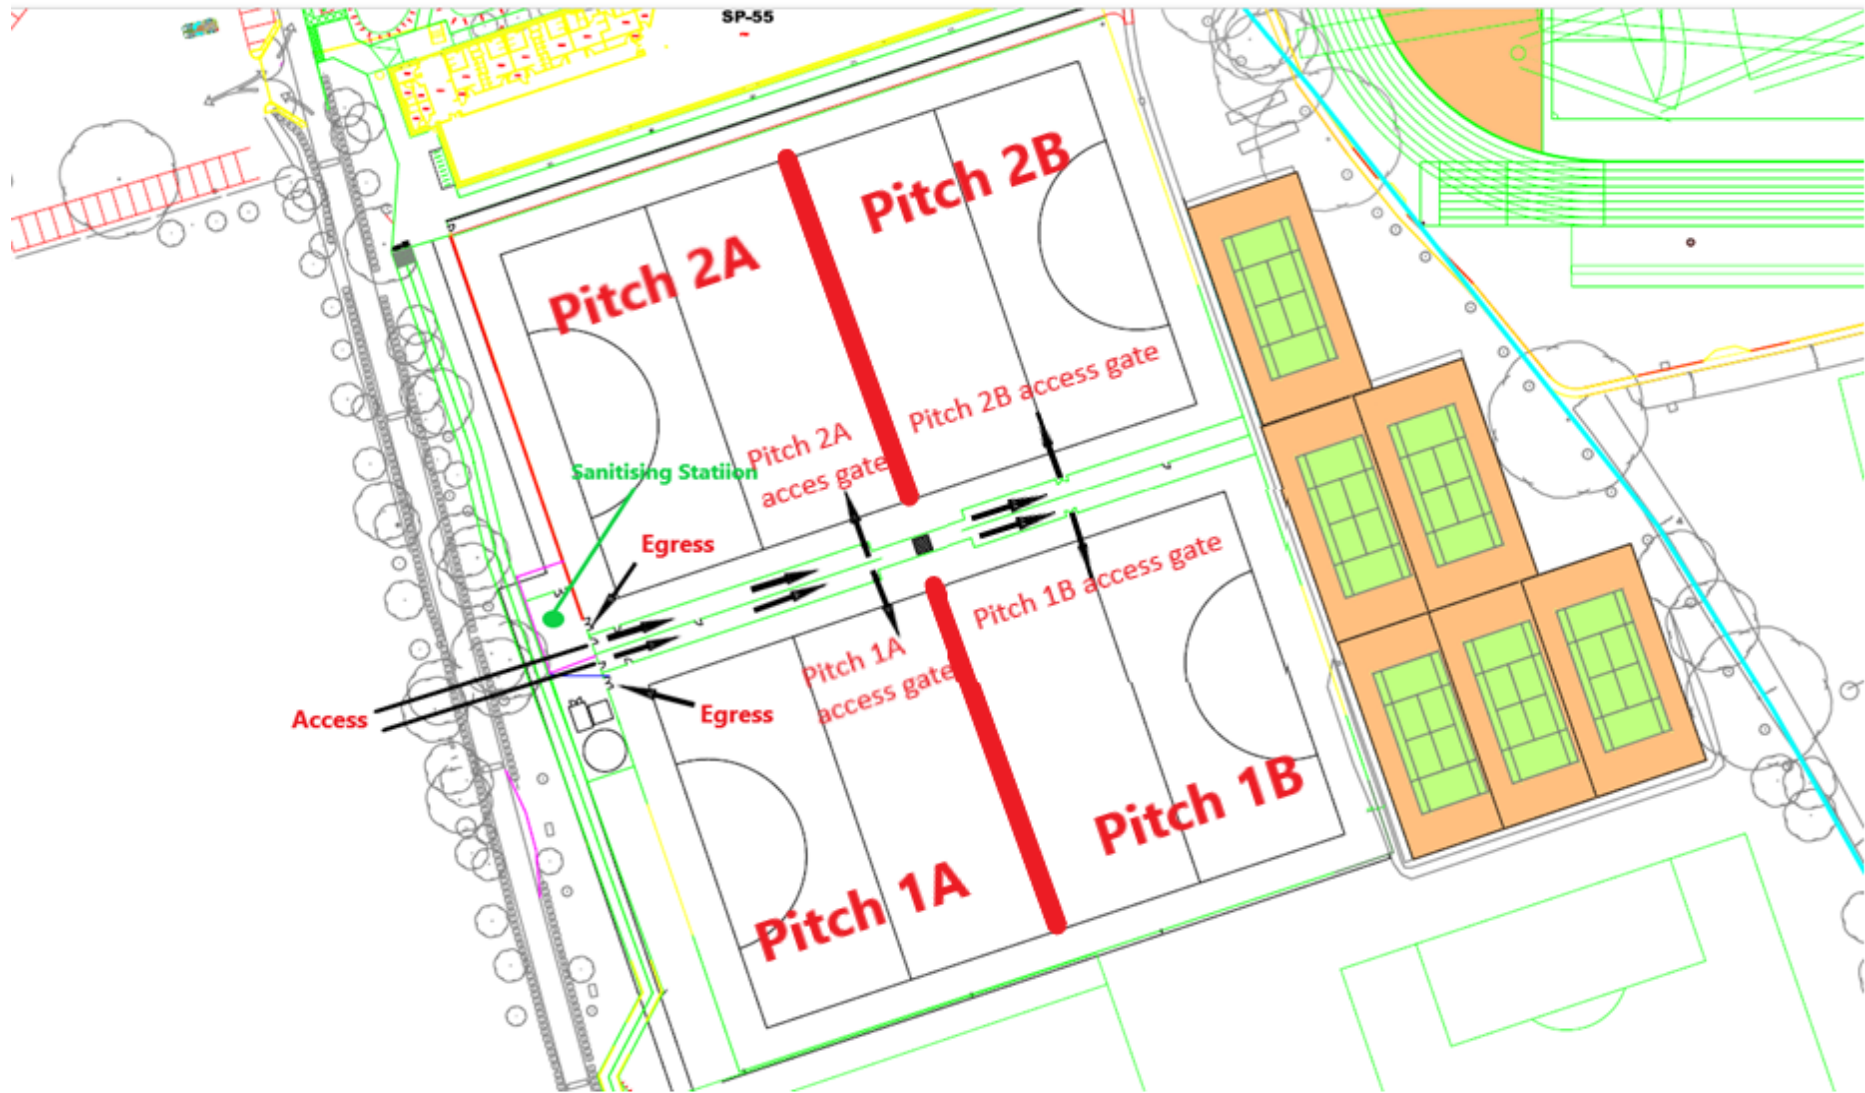 SP-55
Pitch 2B
Pitch 2A
Pitch 2B access gate
Pitch 2A
acces gate
Sanitising Statiion
Egress
Pitch 1B access gate
Pitch 1A
access gate
Access
Egress
Pitch 1B
Pitch 1A